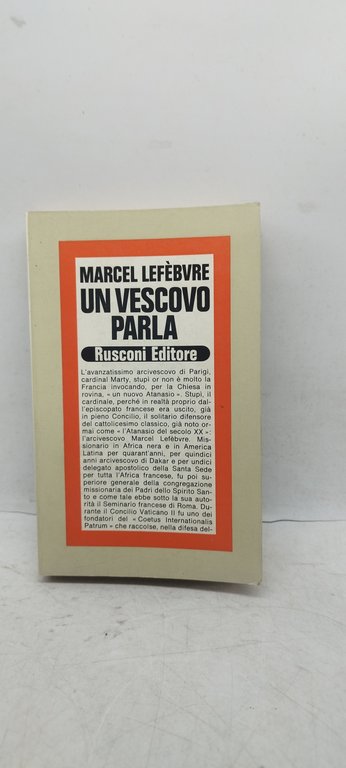 MARCEL LEFÈBVRE
UN VESCOVO
PARLA
Rusconi Editore
L'avanzatissimo arcivescovo di Parigi,
cardinal Marty, stupì or non è molto la
Francia invocando, per la Chiesa in
rovina, « un nuovo Atanasio ». Stupì, il
cardinale, perché in realtà proprio dal-
l'episcopato francese era uscito, già
in pieno Concilio, il solitario difensore
del cattolicesimo classico, già noto or-
mai come « l'Atanasio del secolo XX » :
l'arcivescovo Marcel Lefèbvre. Mis-
sionario in Africa nera e in America
Latina per quarant'anni, per quindici
anni arcivescovo di Dakar e per undici
delegato apostolico della Santa Sede
per tutta l'Africa francese, fu poi su-
periore generale della congregazione
missionaria dei Padri dello Spirito San-
to e come tale ebbe sotto la sua auto-
rità il Seminario francese di Roma. Du-
rante il Concilio Vaticano II fu uno dei
fondatori del « Coetus Internationalis
Patrum » che raccolse, nella difesa del-